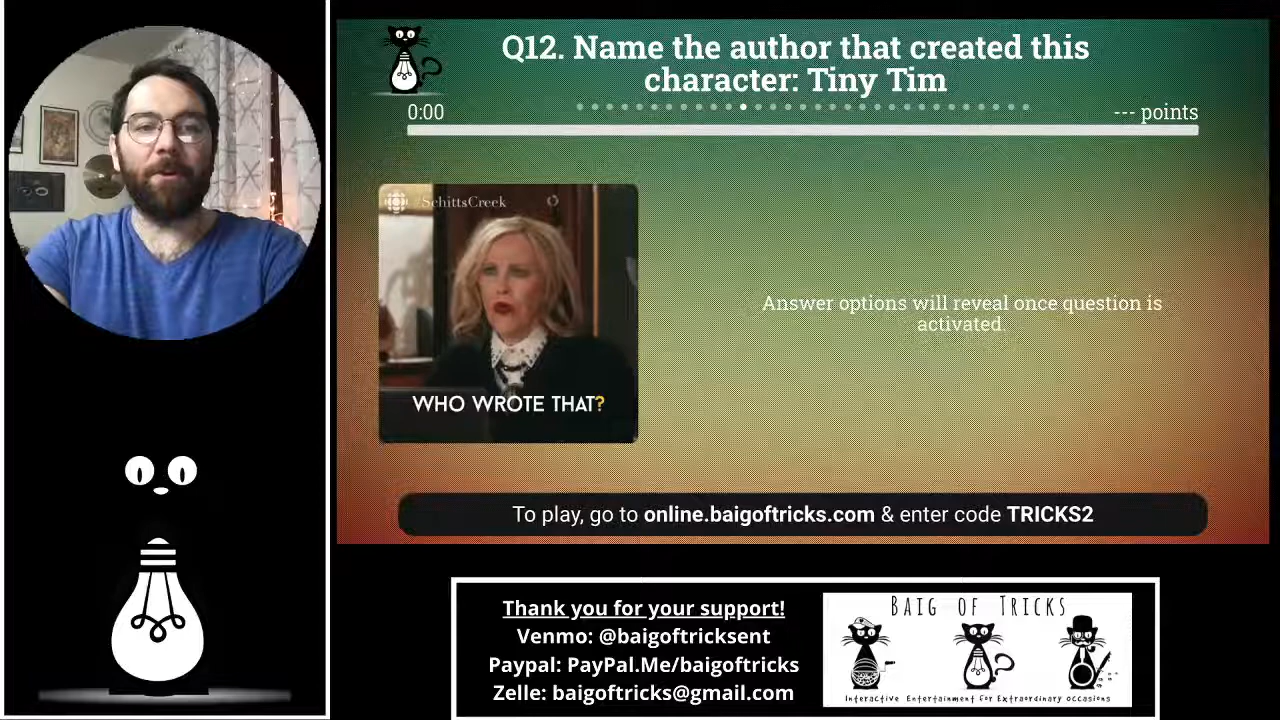 Q12. Name the author that created this
character: Tiny Tim
0:00
--- points
SchittsCreek
WHO WROTE THAT?
Answer options will reveal once question is
activated.
To play, go to online.baigoftricks.com & enter code TRICKS2
Thank you for your support!
Venmo: @baigoftricksent
Paypal: PayPal.Me/baigoftricks
Zelle: baigoftricks@gmail.com
BAIG OF TRICKS
Interactive Entertainment for Extraordinary Occasions